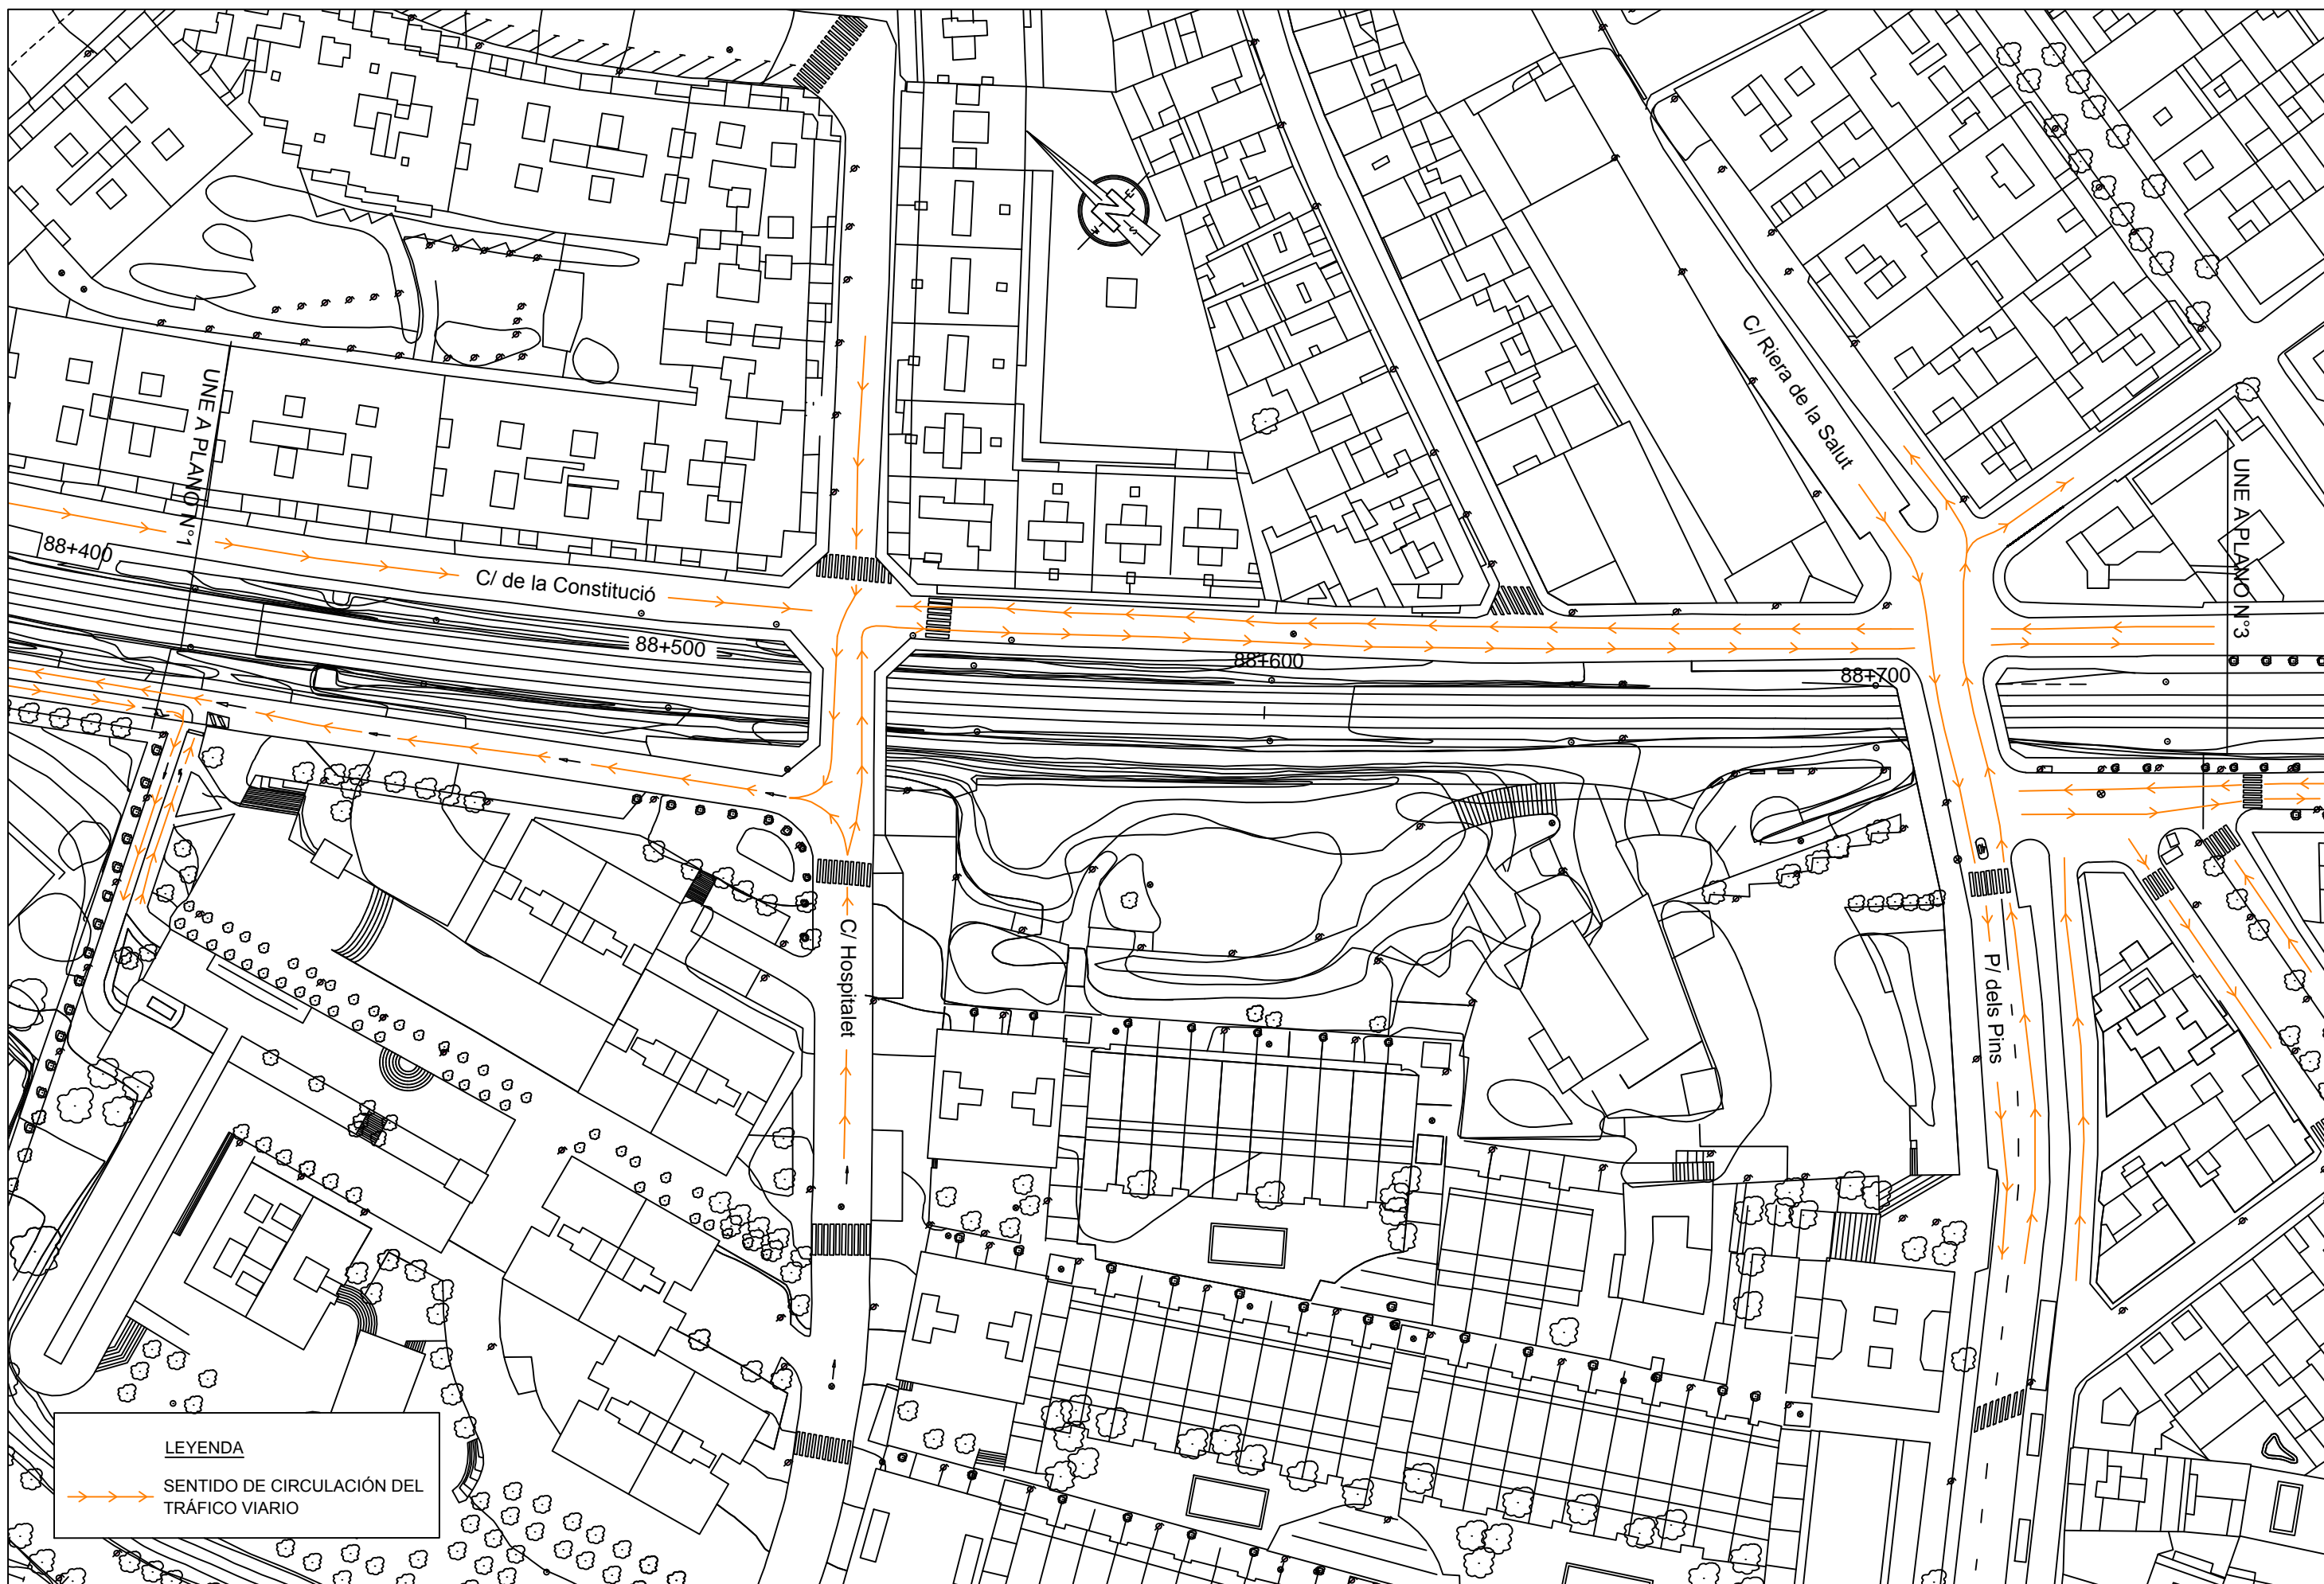 C/ Riera de la Salut
UNE A PLANO N°1
UNE A PLANO N°3
88+400
C/ de la Constitució
88+500
88+600
88+700
C/ Hospitalet
P/ dels Pins
LEYENDA
SENTIDO DE CIRCULACIÓN DEL
TRÁFICO VIARIO
N
S